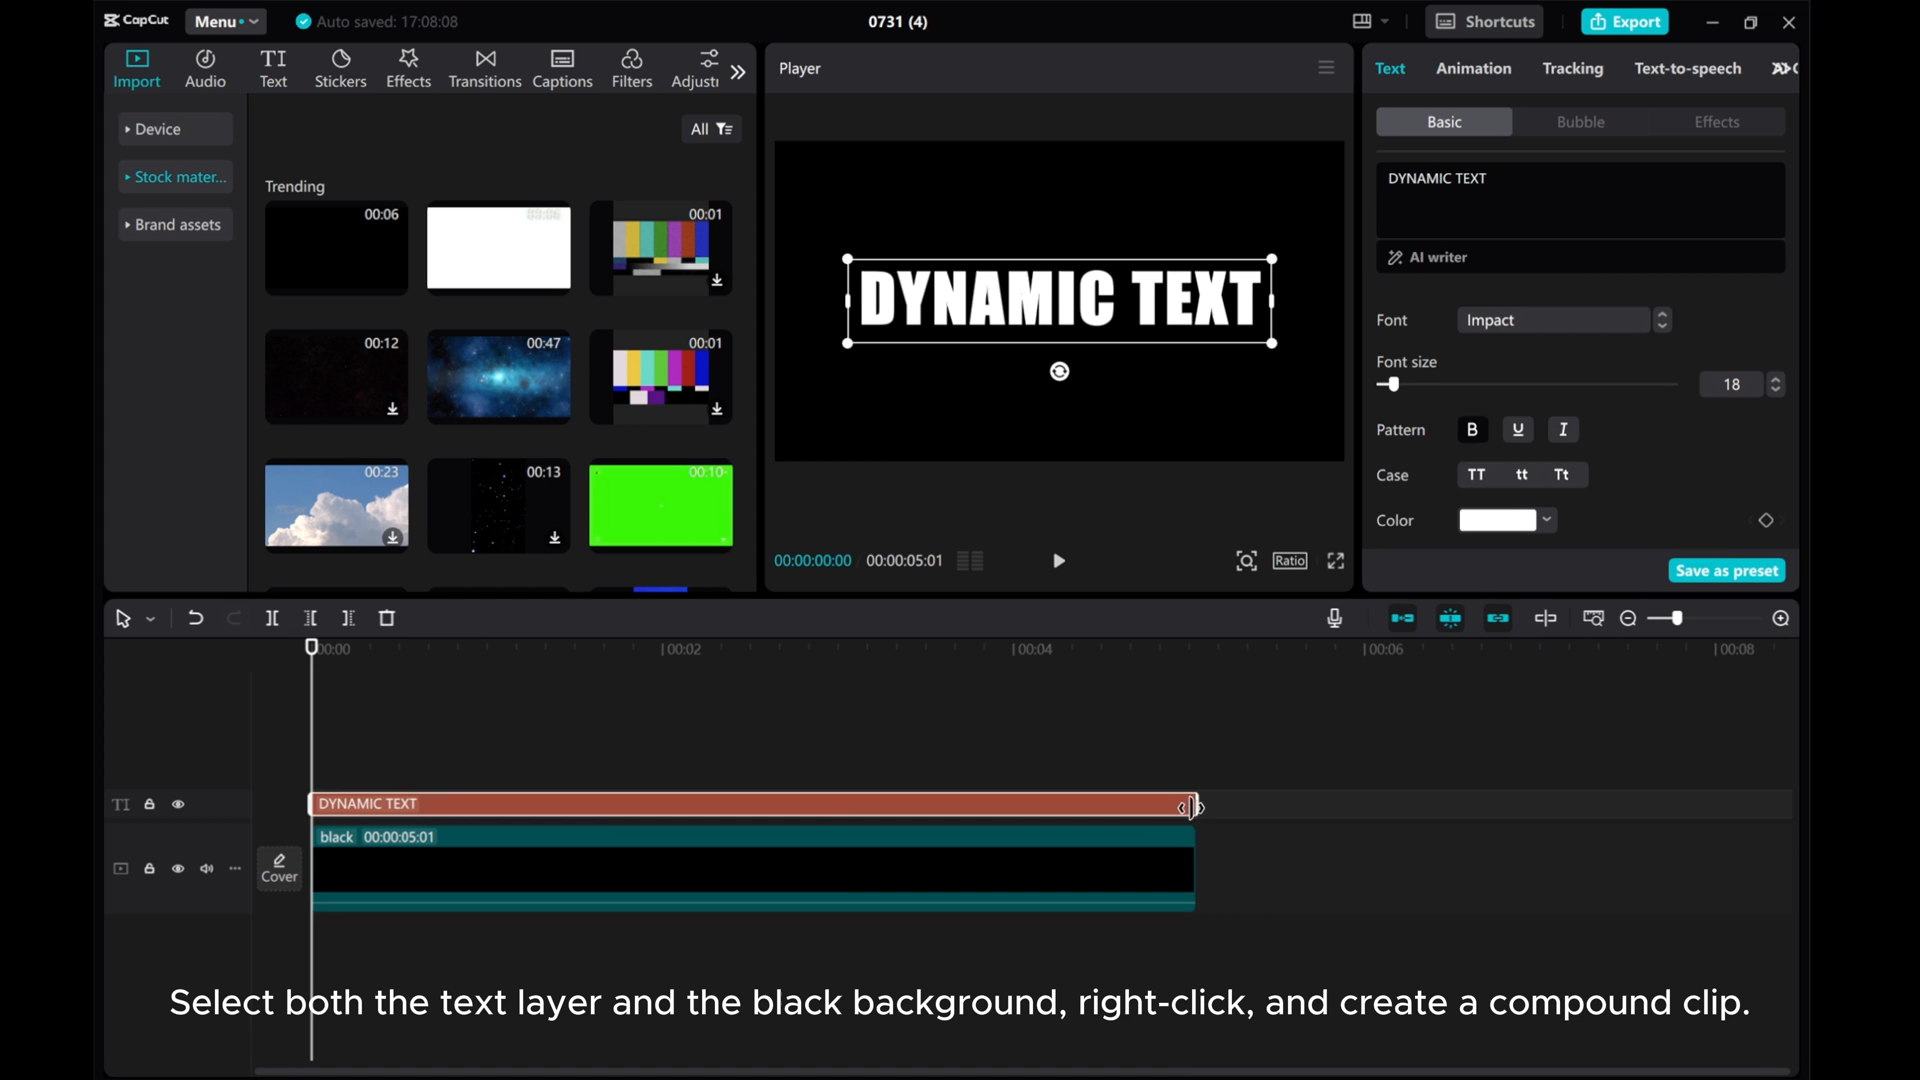 CapCut
Menu
Auto saved: 17:08:08
0731 (4)
Shortcuts
Export
Import
Audio
Text
Stickers
Effects
Transitions
Captions
Filters
Adjustı
Player
Text
Animation
Tracking
Text-to-speech
Device
Stock mater...
Brand assets
All
Trending
00:06
00:06
00:01
00:12
00:47
00:01
00:23
00:13
00:10
DYNAMIC TEXT
00:00:00:00
00:00:05:01
Ratio
Basic
Bubble
Effects
DYNAMIC TEXT
AI writer
Font
Impact
Font size
18
Pattern
B U I
Case
TT tt Tt
Color
Save as preset
00:00
00:02
00:04
00:06
00:08
TI
DYNAMIC TEXT
black 00:00:05:01
Cover
Select both the text layer and the black background, right-click, and create a compound clip.